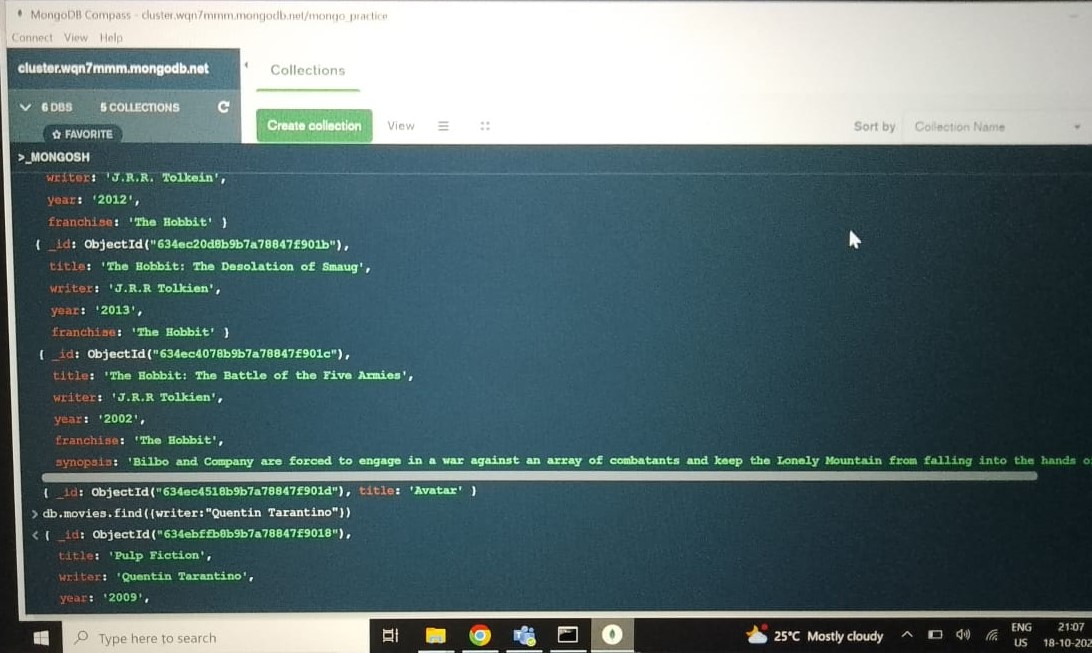 MongoDB Compass - cluster.wqn7mmm.mongodb.net/mongo_practice
Connect View Help
cluster.wqn7mmm.mongodb.net
Collections
6 DBS 5 COLLECTIONS
FAVORITE
Create collection View
Sort by Collection Name
>_MONGOSH
writer: 'J.R.R. Tolkein',
year: '2012',
franchise: 'The Hobbit' }
{ _id: ObjectId("634ec20d8b9b7a78847f901b"),
title: 'The Hobbit: The Desolation of Smaug',
writer: 'J.R.R Tolkien',
year: '2013',
franchise: 'The Hobbit' }
{ _id: ObjectId("634ec4078b9b7a78847f901c"),
title: 'The Hobbit: The Battle of the Five Armies',
writer: 'J.R.R Tolkien',
year: '2002',
franchise: 'The Hobbit',
synopsis: 'Bilbo and Company are forced to engage in a war against an array of combatants and keep the Lonely Mountain from falling into the hands
{ _id: ObjectId("634ec4518b9b7a78847f901d"), title: 'Avatar' }
> db.movies.find({writer:"Quentin Tarantino"})
< { _id: ObjectId("634ebffb8b9b7a78847f9018"),
title: 'Pulp Fiction',
writer: 'Quentin Tarantino',
year: '2009',
Type here to search
25°C Mostly cloudy
ENG
US
21:07
18-10-202